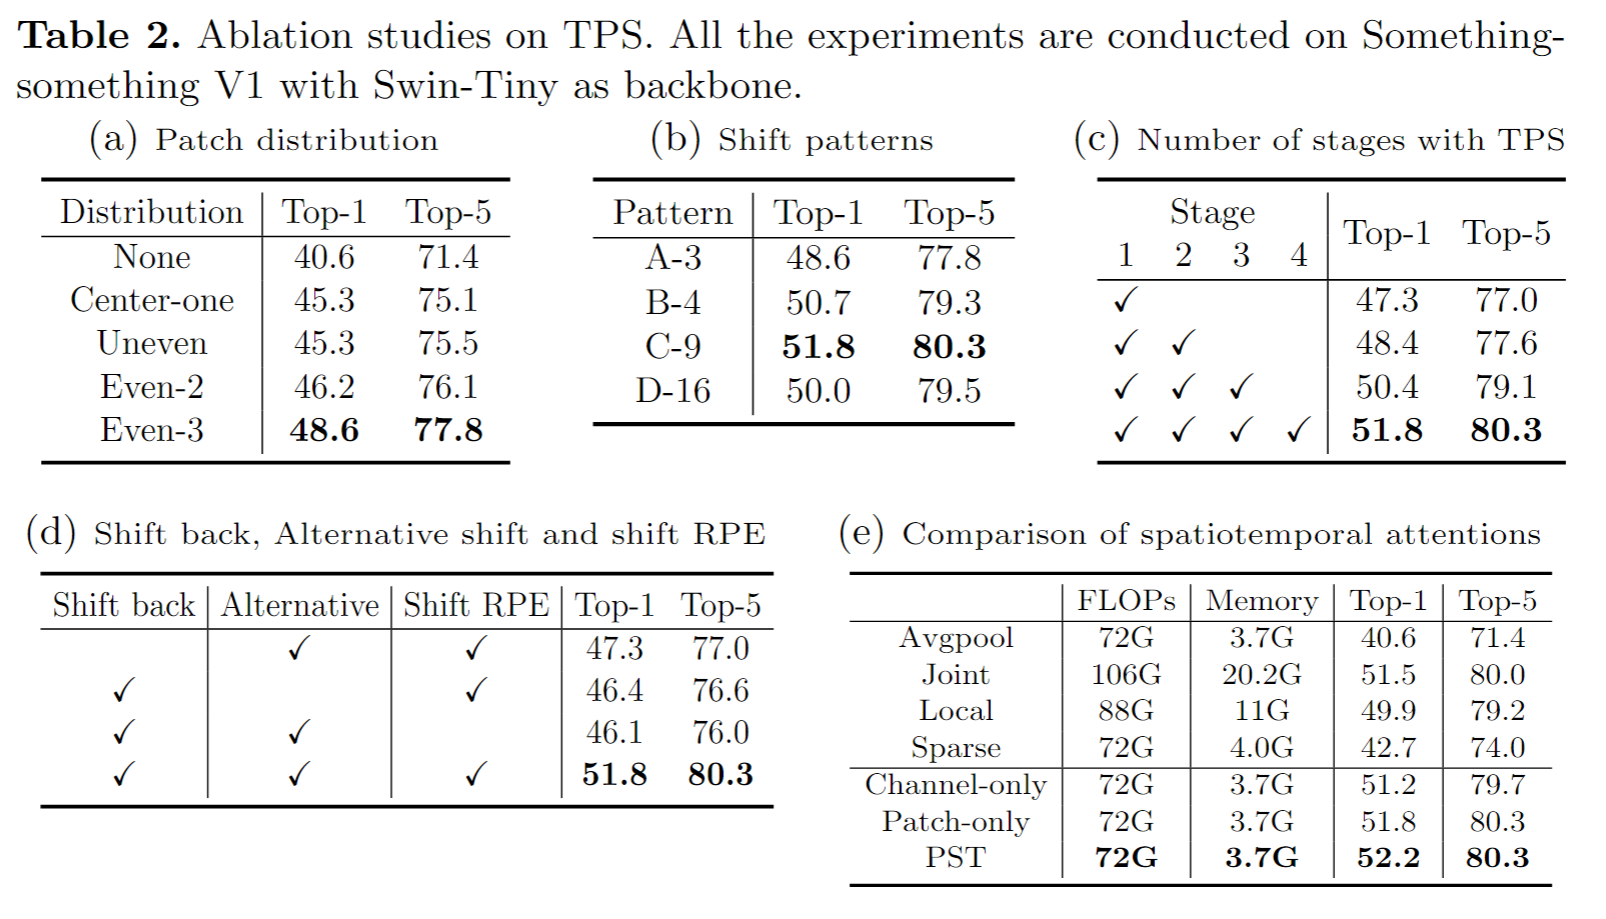 Table 2. Ablation studies on TPS. All the experiments are conducted on Something-
something V1 with Swin-Tiny as backbone.
(a) Patch distribution
Distribution Top-1 Top-5
None 40.6 71.4
Center-one 45.3 75.1
Uneven 45.3 75.5
Even-2 46.2 76.1
Even-3 48.6 77.8
(b) Shift patterns
Pattern Top-1 Top-5
A-3 48.6 77.8
B-4 50.7 79.3
C-9 51.8 80.3
D-16 50.0 79.5
(c) Number of stages with TPS
Stage Top-1 Top-5
1 2 3 4
✓ 47.3 77.0
✓ ✓ 48.4 77.6
✓ ✓ ✓ 50.4 79.1
✓ ✓ ✓ ✓ 51.8 80.3
(d) Shift back, Alternative shift and shift RPE
Shift back Alternative Shift RPE Top-1 Top-5
✓ ✓ 47.3 77.0
✓ ✓ 46.4 76.6
✓ ✓ 46.1 76.0
✓ ✓ ✓ 51.8 80.3
(e) Comparison of spatiotemporal attentions
FLOPs Memory Top-1 Top-5
Avgpool 72G 3.7G 40.6 71.4
Joint 106G 20.2G 51.5 80.0
Local 88G 11G 49.9 79.2
Sparse 72G 4.0G 42.7 74.0
Channel-only 72G 3.7G 51.2 79.7
Patch-only 72G 3.7G 51.8 80.3
PST 72G 3.7G 52.2 80.3